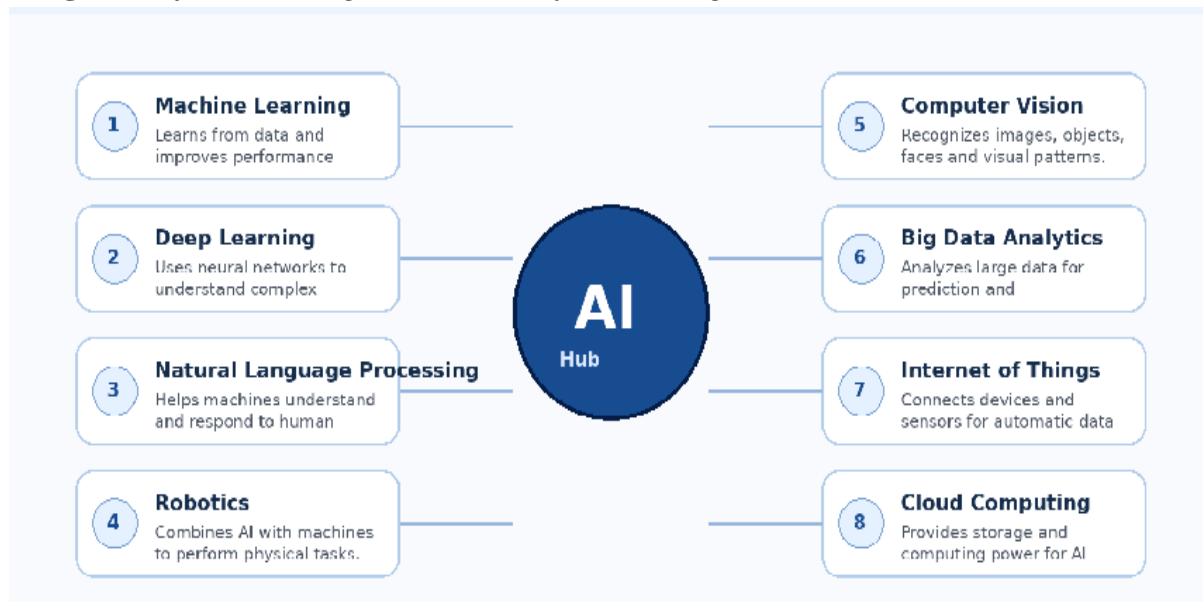 1
Machine Learning
Learns from data and
improves performance
2
Deep Learning
Uses neural networks to
understand complex
3
Natural Language Processing
Helps machines understand
and respond to human
4
Robotics
Combines AI with machines
to perform physical tasks.
AI
Hub
5
Computer Vision
Recognizes images, objects,
faces and visual patterns.
6
Big Data Analytics
Analyzes large data for
prediction and
7
Internet of Things
Connects devices and
sensors for automatic data
8
Cloud Computing
Provides storage and
computing power for AI